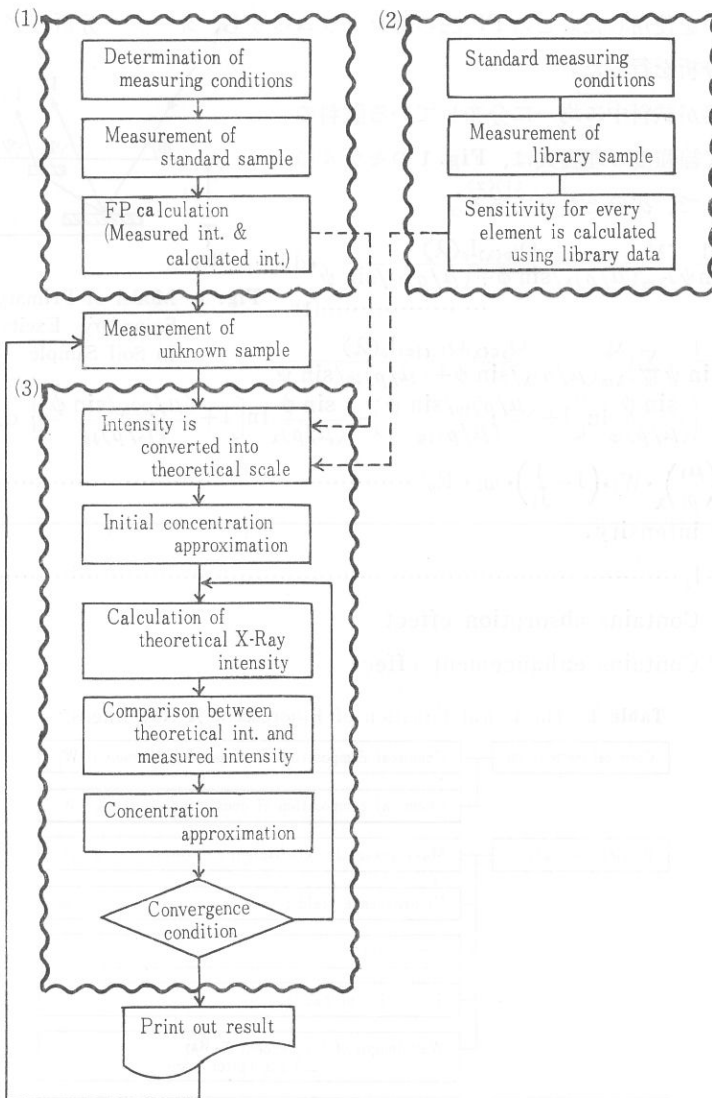 (1)
Determination of
measuring conditions
Measurement of
standard sample
FP calculation
(Measured int. &
calculated int.)
(2)
Standard measuring
conditions
Measurement of
library sample
Sensitivity for every
element is calculated
using library data
Measurement of
unknown sample
(3)
Intensity is
converted into
theoretical scale
Initial concentration
approximation
Calculation of
theoretical X-Ray
intensity
Comparison between
theoretical int. and
measured intensity
Concentration
approximation
Convergence
condition
Print out result